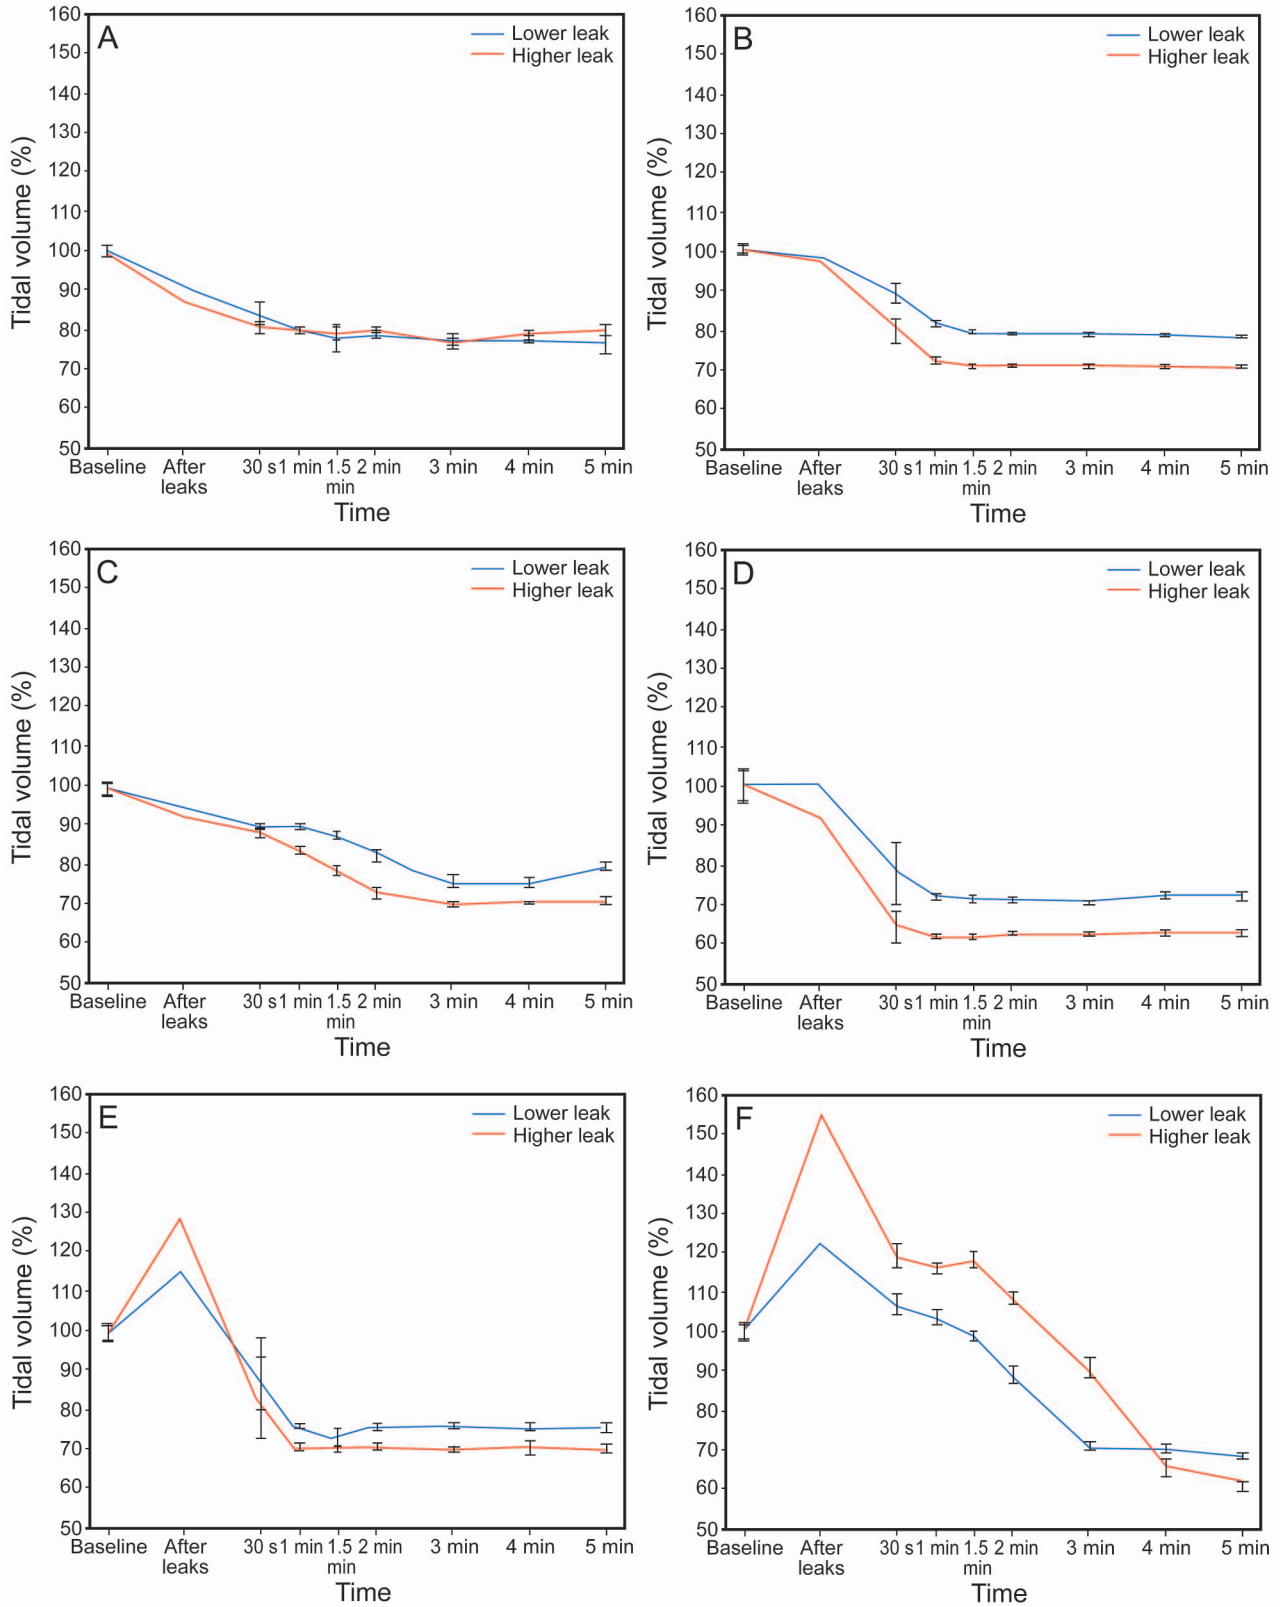 A
Lower leak
Higher leak
Tidal volume (%)
160
150
140
130
120
110
100
90
80
70
60
50
Baseline After leaks 30 s 1 min 1.5 min 2 min 3 min 4 min 5 min
Time
B
Lower leak
Higher leak
Tidal volume (%)
160
150
140
130
120
110
100
90
80
70
60
50
Baseline After leaks 30 s 1 min 1.5 min 2 min 3 min 4 min 5 min
Time
C
Lower leak
Higher leak
Tidal volume (%)
160
150
140
130
120
110
100
90
80
70
60
50
Baseline After leaks 30 s 1 min 1.5 min 2 min 3 min 4 min 5 min
Time
D
Lower leak
Higher leak
Tidal volume (%)
160
150
140
130
120
110
100
90
80
70
60
50
Baseline After leaks 30 s 1 min 1.5 min 2 min 3 min 4 min 5 min
Time
E
Lower leak
Higher leak
Tidal volume (%)
160
150
140
130
120
110
100
90
80
70
60
50
Baseline After leaks 30 s 1 min 1.5 min 2 min 3 min 4 min 5 min
Time
F
Lower leak
Higher leak
Tidal volume (%)
160
150
140
130
120
110
100
90
80
70
60
50
Baseline After leaks 30 s 1 min 1.5 min 2 min 3 min 4 min 5 min
Time